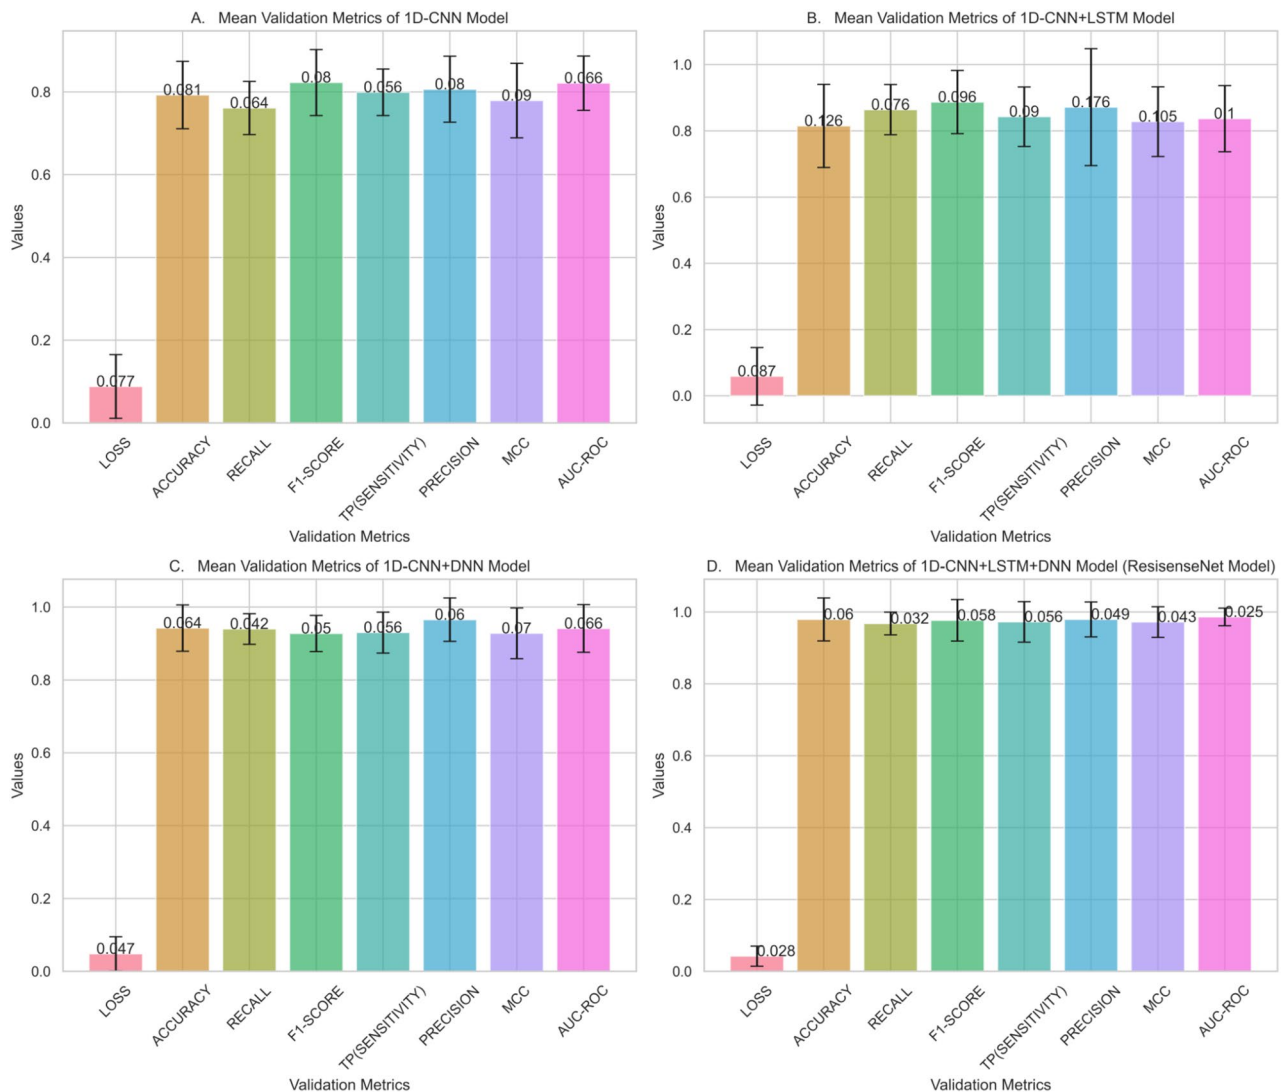 A. Mean Validation Metrics of 1D-CNN Model
Values
0.8
0.6
0.4
0.2
0.0
0.077
0.081
0.064
0.08
0.056
0.08
0.09
0.066
LOSS
ACCURACY
RECALL
F1-SCORE
TP(SENSITIVITY)
PRECISION
MCC
AUC-ROC
Validation Metrics
B. Mean Validation Metrics of 1D-CNN+LSTM Model
Values
1.0
0.8
0.6
0.4
0.2
0.0
0.087
0.126
0.076
0.096
0.09
0.176
0.105
0.1
LOSS
ACCURACY
RECALL
F1-SCORE
TP(SENSITIVITY)
PRECISION
MCC
AUC-ROC
Validation Metrics
C. Mean Validation Metrics of 1D-CNN+DNN Model
Values
1.0
0.8
0.6
0.4
0.2
0.0
0.047
0.064
0.042
0.05
0.056
0.06
0.07
0.066
LOSS
ACCURACY
RECALL
F1-SCORE
TP(SENSITIVITY)
PRECISION
MCC
AUC-ROC
Validation Metrics
D. Mean Validation Metrics of 1D-CNN+LSTM+DNN Model (ResisenseNet Model)
Values
1.0
0.8
0.6
0.4
0.2
0.0
0.028
0.06
0.032
0.058
0.056
0.049
0.043
0.025
LOSS
ACCURACY
RECALL
F1-SCORE
TP(SENSITIVITY)
PRECISION
MCC
AUC-ROC
Validation Metrics